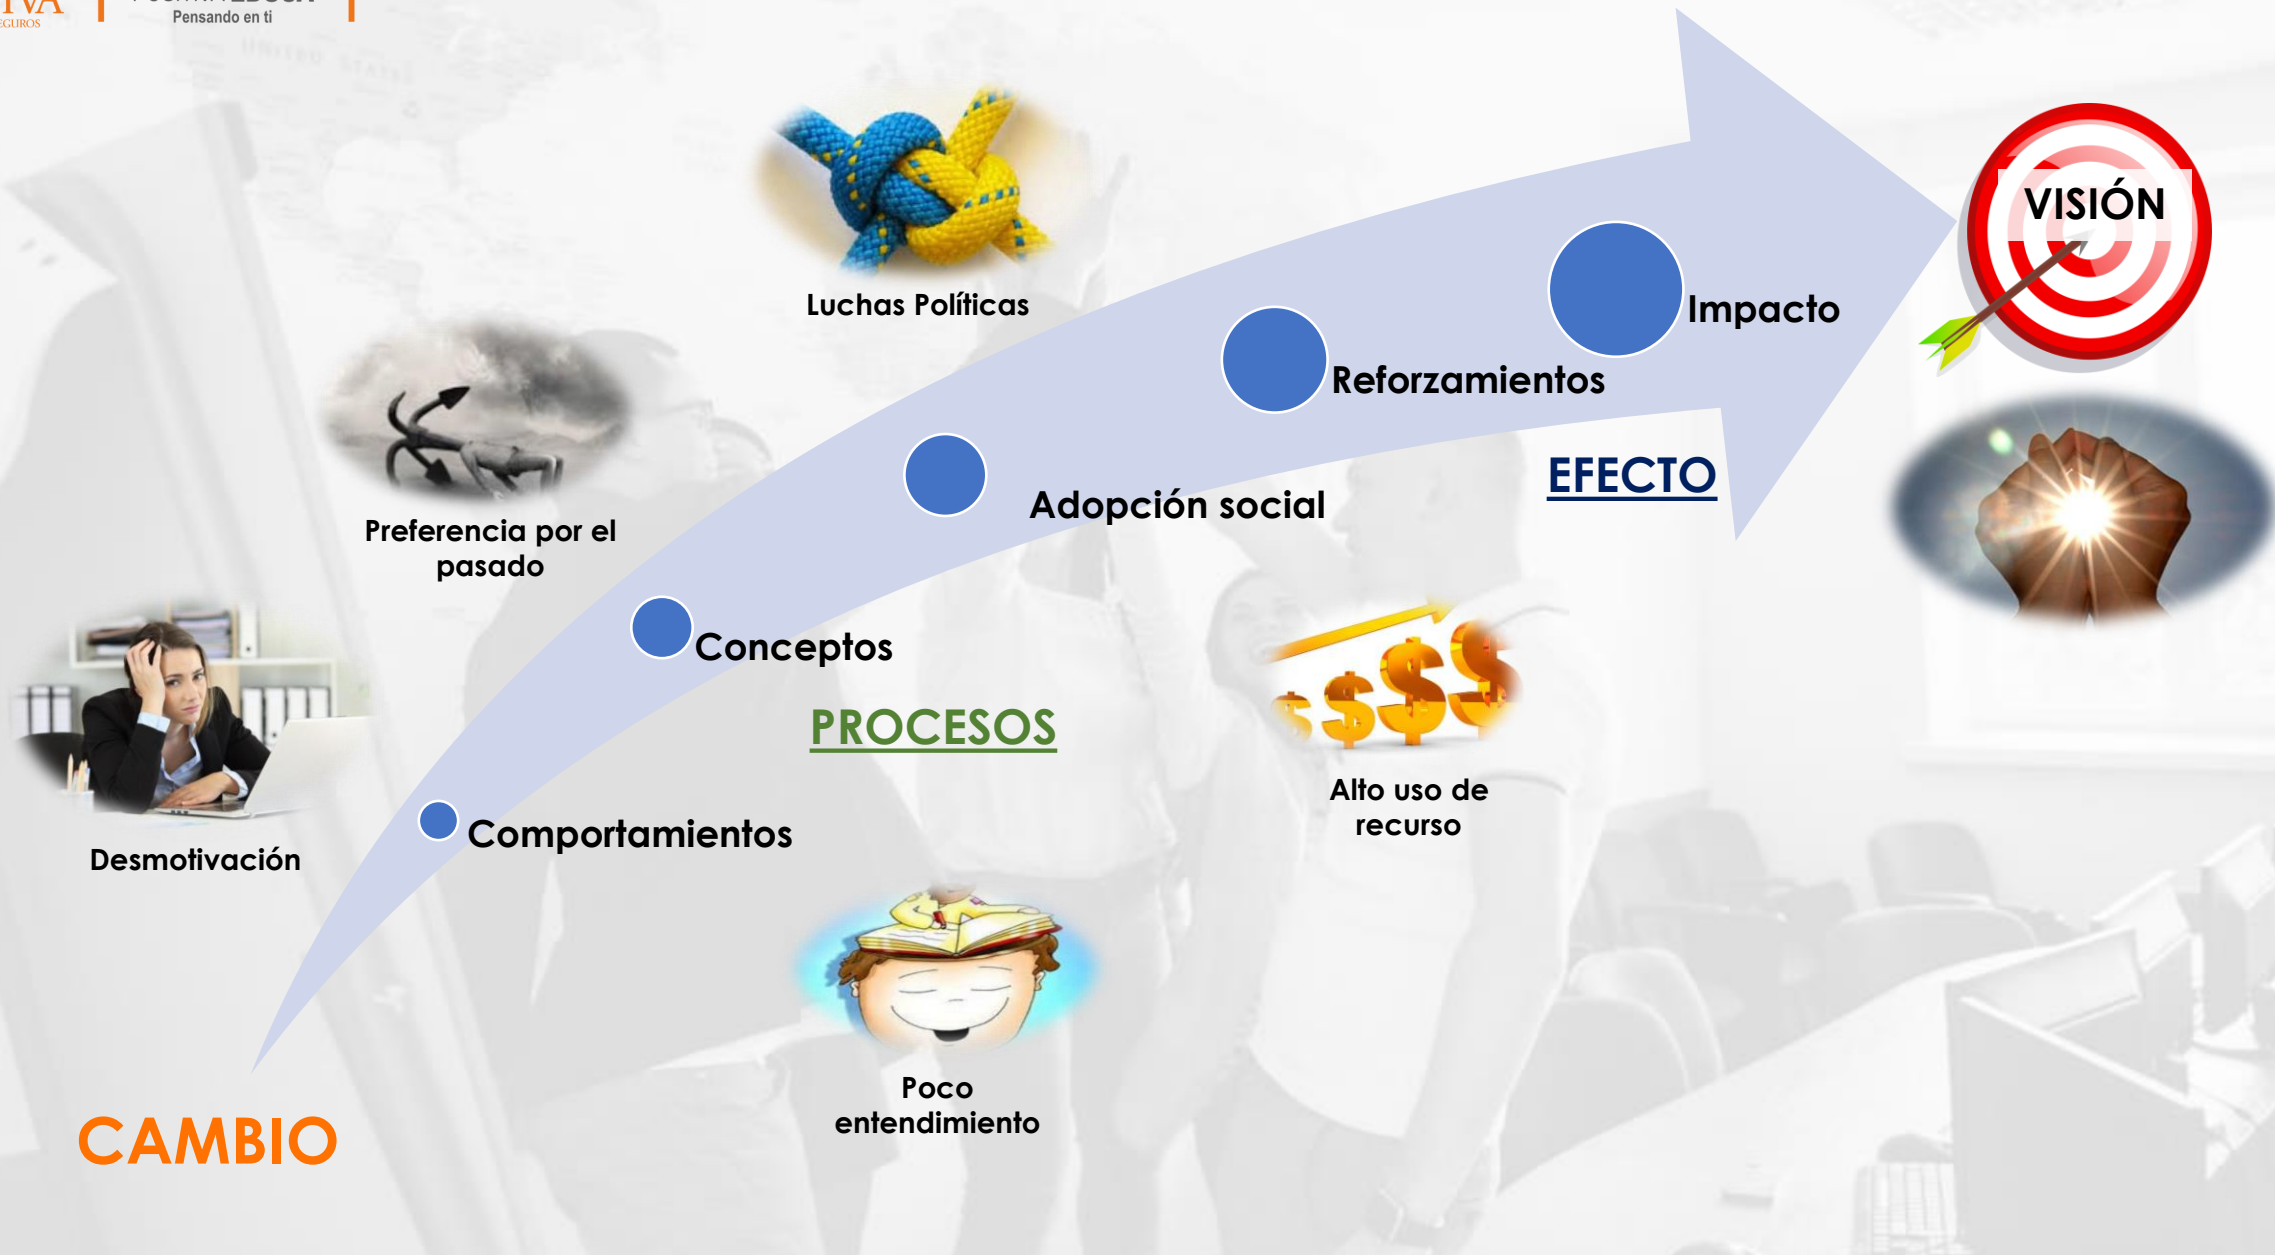 Pensando en ti
VISIÓN
Luchas Políticas
Impacto
Reforzamientos
EFECTO
Adopción social
Preferencia por el
pasado
Conceptos
PROCESOS
Alto uso de
recurso
Comportamientos
Desmotivación
Poco
entendimiento
CAMBIO